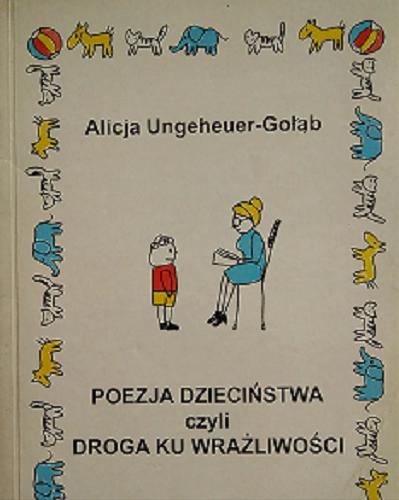 Alicja Ungeheuer-Gołąb
POEZJA DZIECIŃSTWA
czyli
DROGA KU WRAŻLIWOŚCI